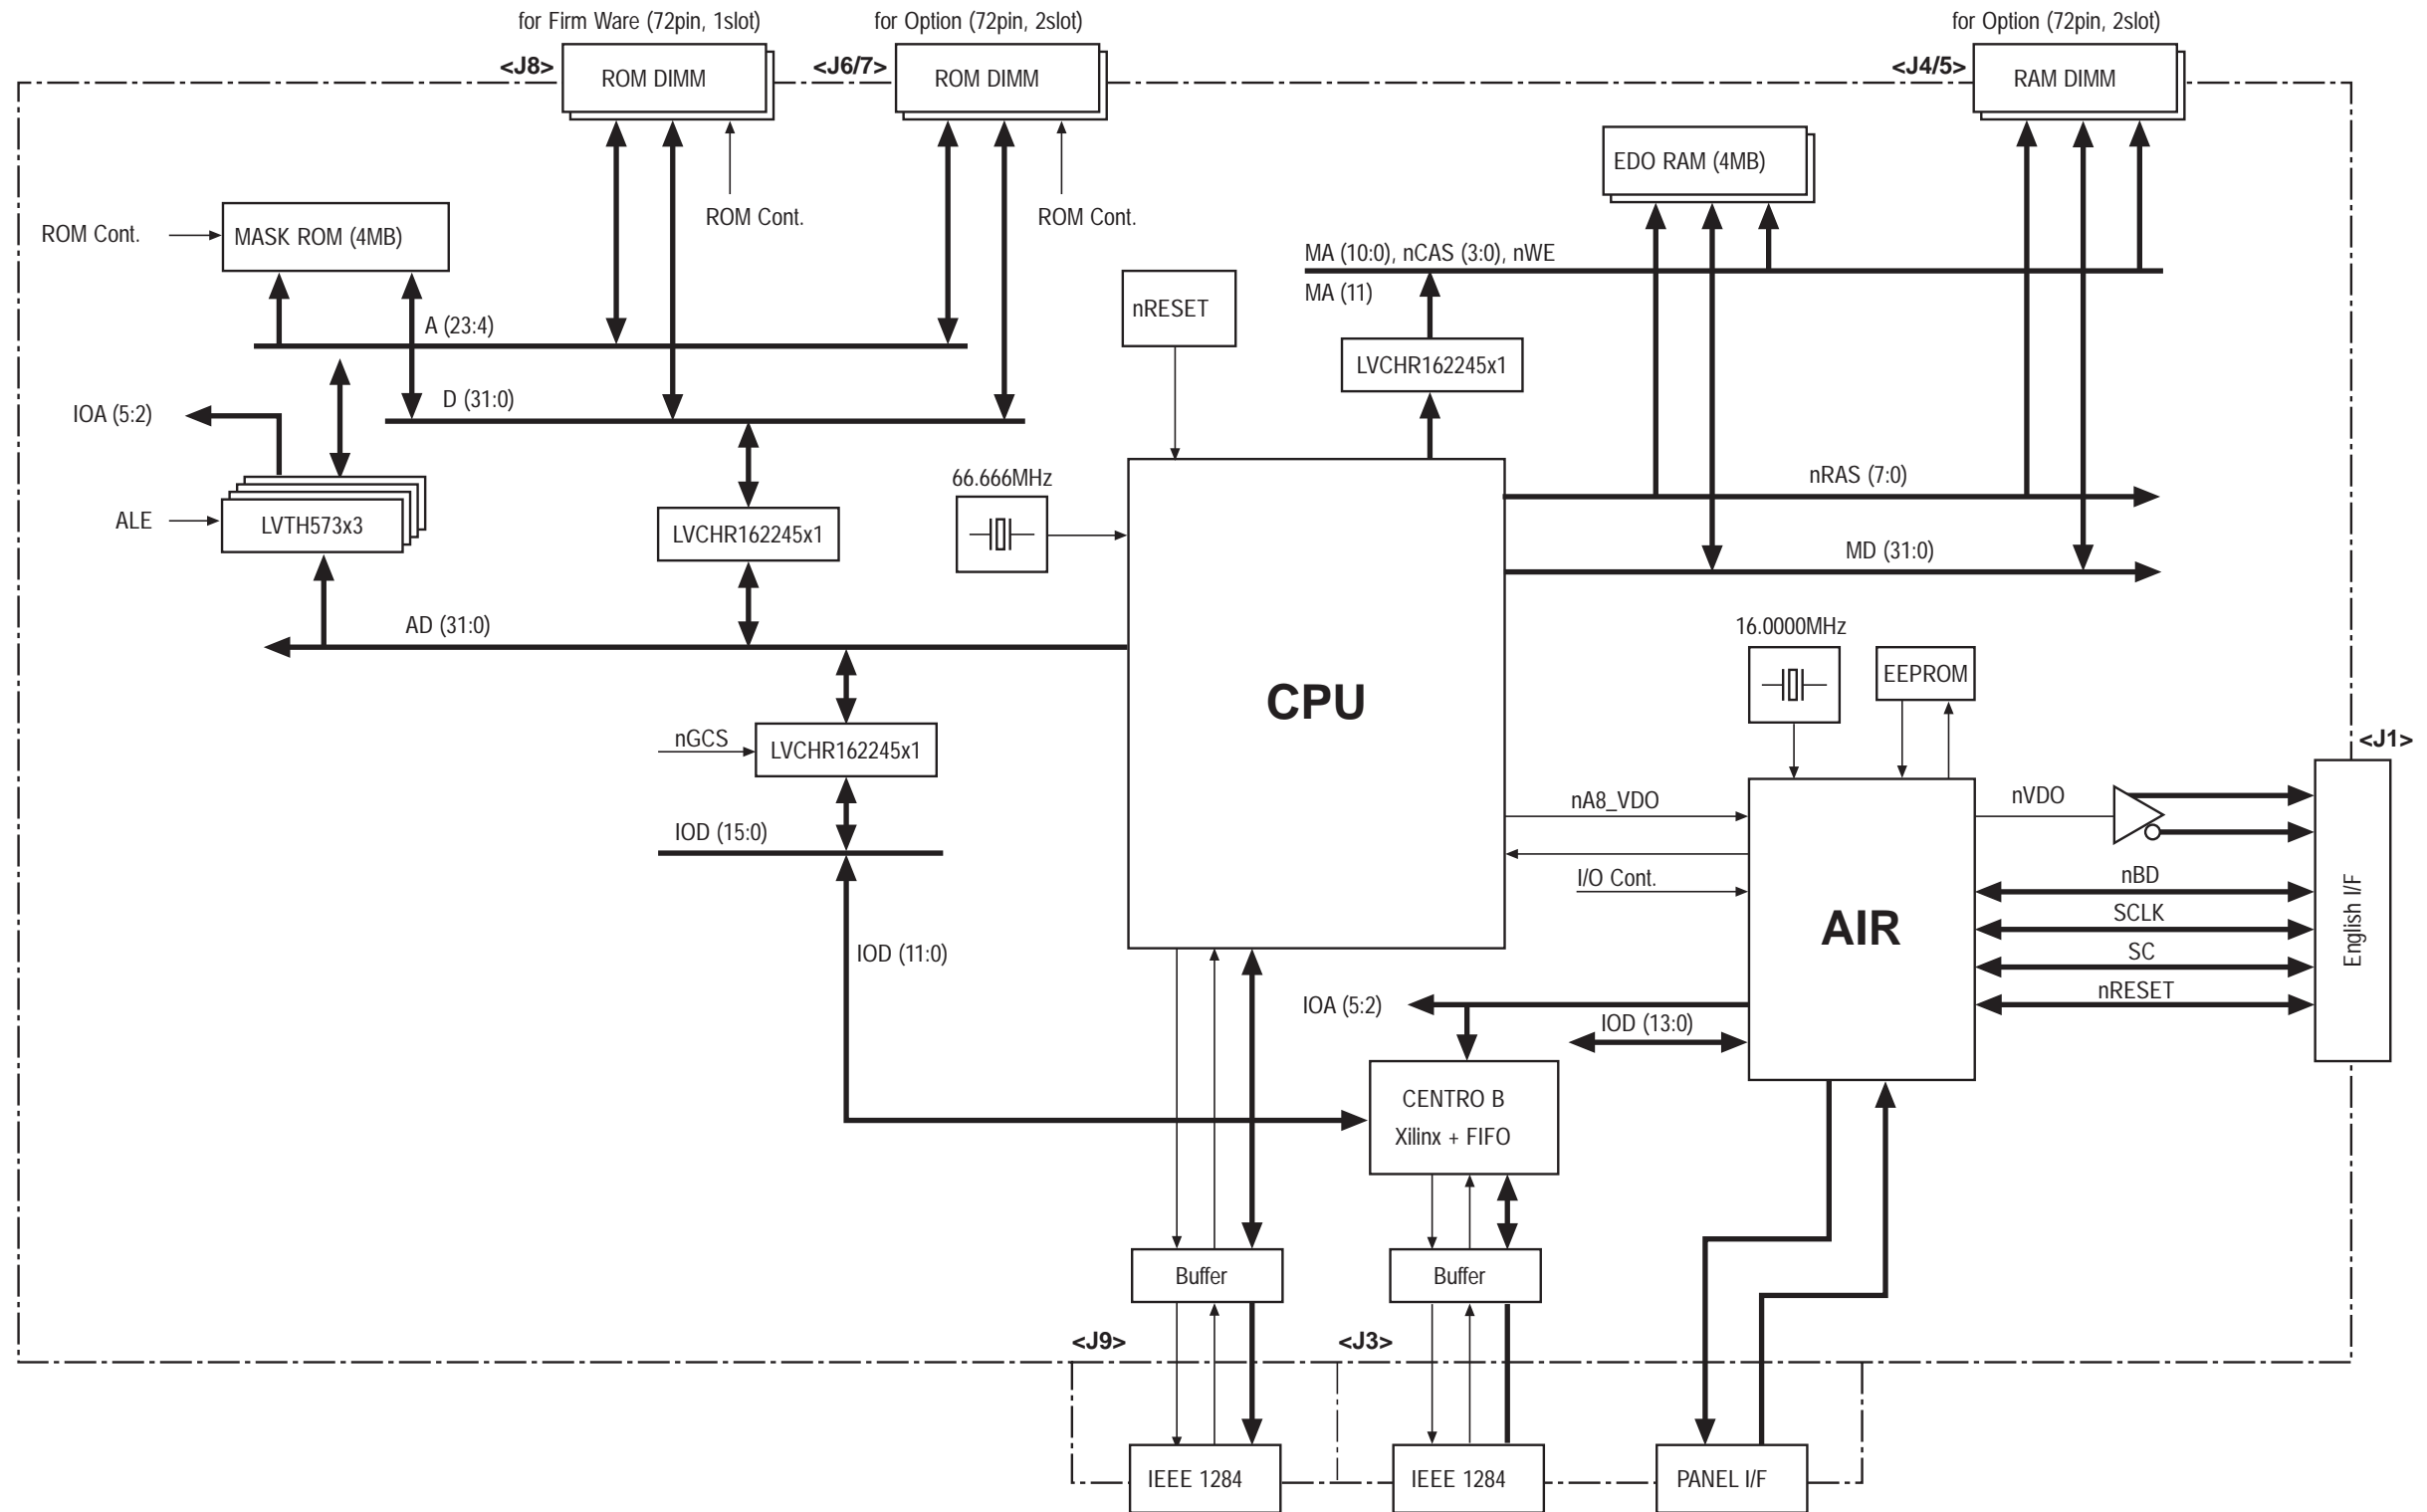 for Firm Ware (72pin, 1slot)
for Option (72pin, 2slot)
for Option (72pin, 2slot)
<J8>
ROM DIMM
<J6/7>
ROM DIMM
<J4/5>
RAM DIMM
EDO RAM (4MB)
ROM Cont.
MASK ROM (4MB)
ROM Cont.
ROM Cont.
MA (10:0), nCAS (3:0), nWE
MA (11)
nRESET
A (23:4)
LVCHR162245x1
D (31:0)
IOA (5:2)
66.666MHz
nRAS (7:0)
ALE
LVTH573x3
LVCHR162245x1
MD (31:0)
AD (31:0)
16.0000MHz
EEPROM
CPU
nGCS
LVCHR162245x1
<J1>
nA8_VDO
nVDO
IOD (15:0)
I/O Cont.
nBD
English I/F
SCLK
AIR
SC
IOD (11:0)
nRESET
IOA (5:2)
IOD (13:0)
CENTRO B
Xilinx + FIFO
Buffer
Buffer
<J9>
<J3>
IEEE 1284
IEEE 1284
PANEL I/F